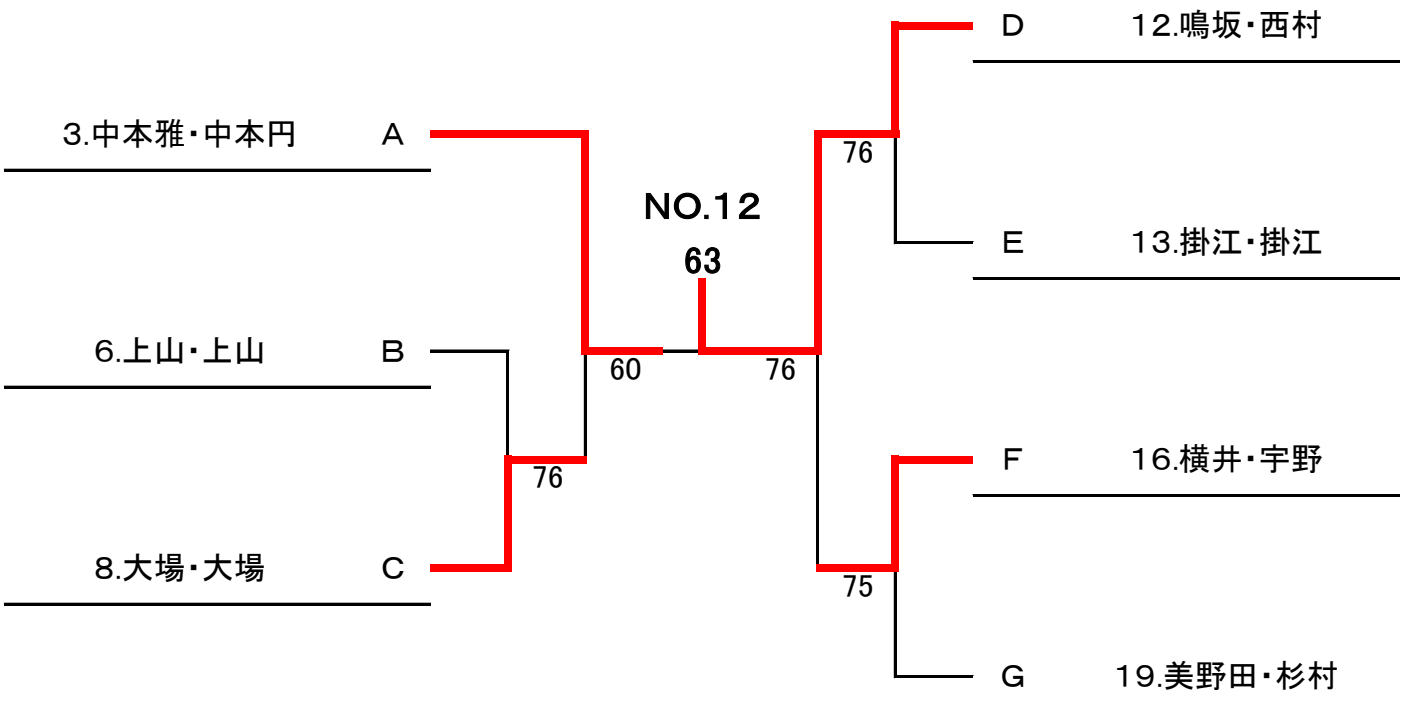 D 12.鳴坂・西村
3.中本雅・中本円 A
76
NO.12
E 13.掛江・掛江
63
6.上山・上山 B
60
76
F 16.横井・宇野
76
8.大場・大場 C
75
G 19.美野田・杉村